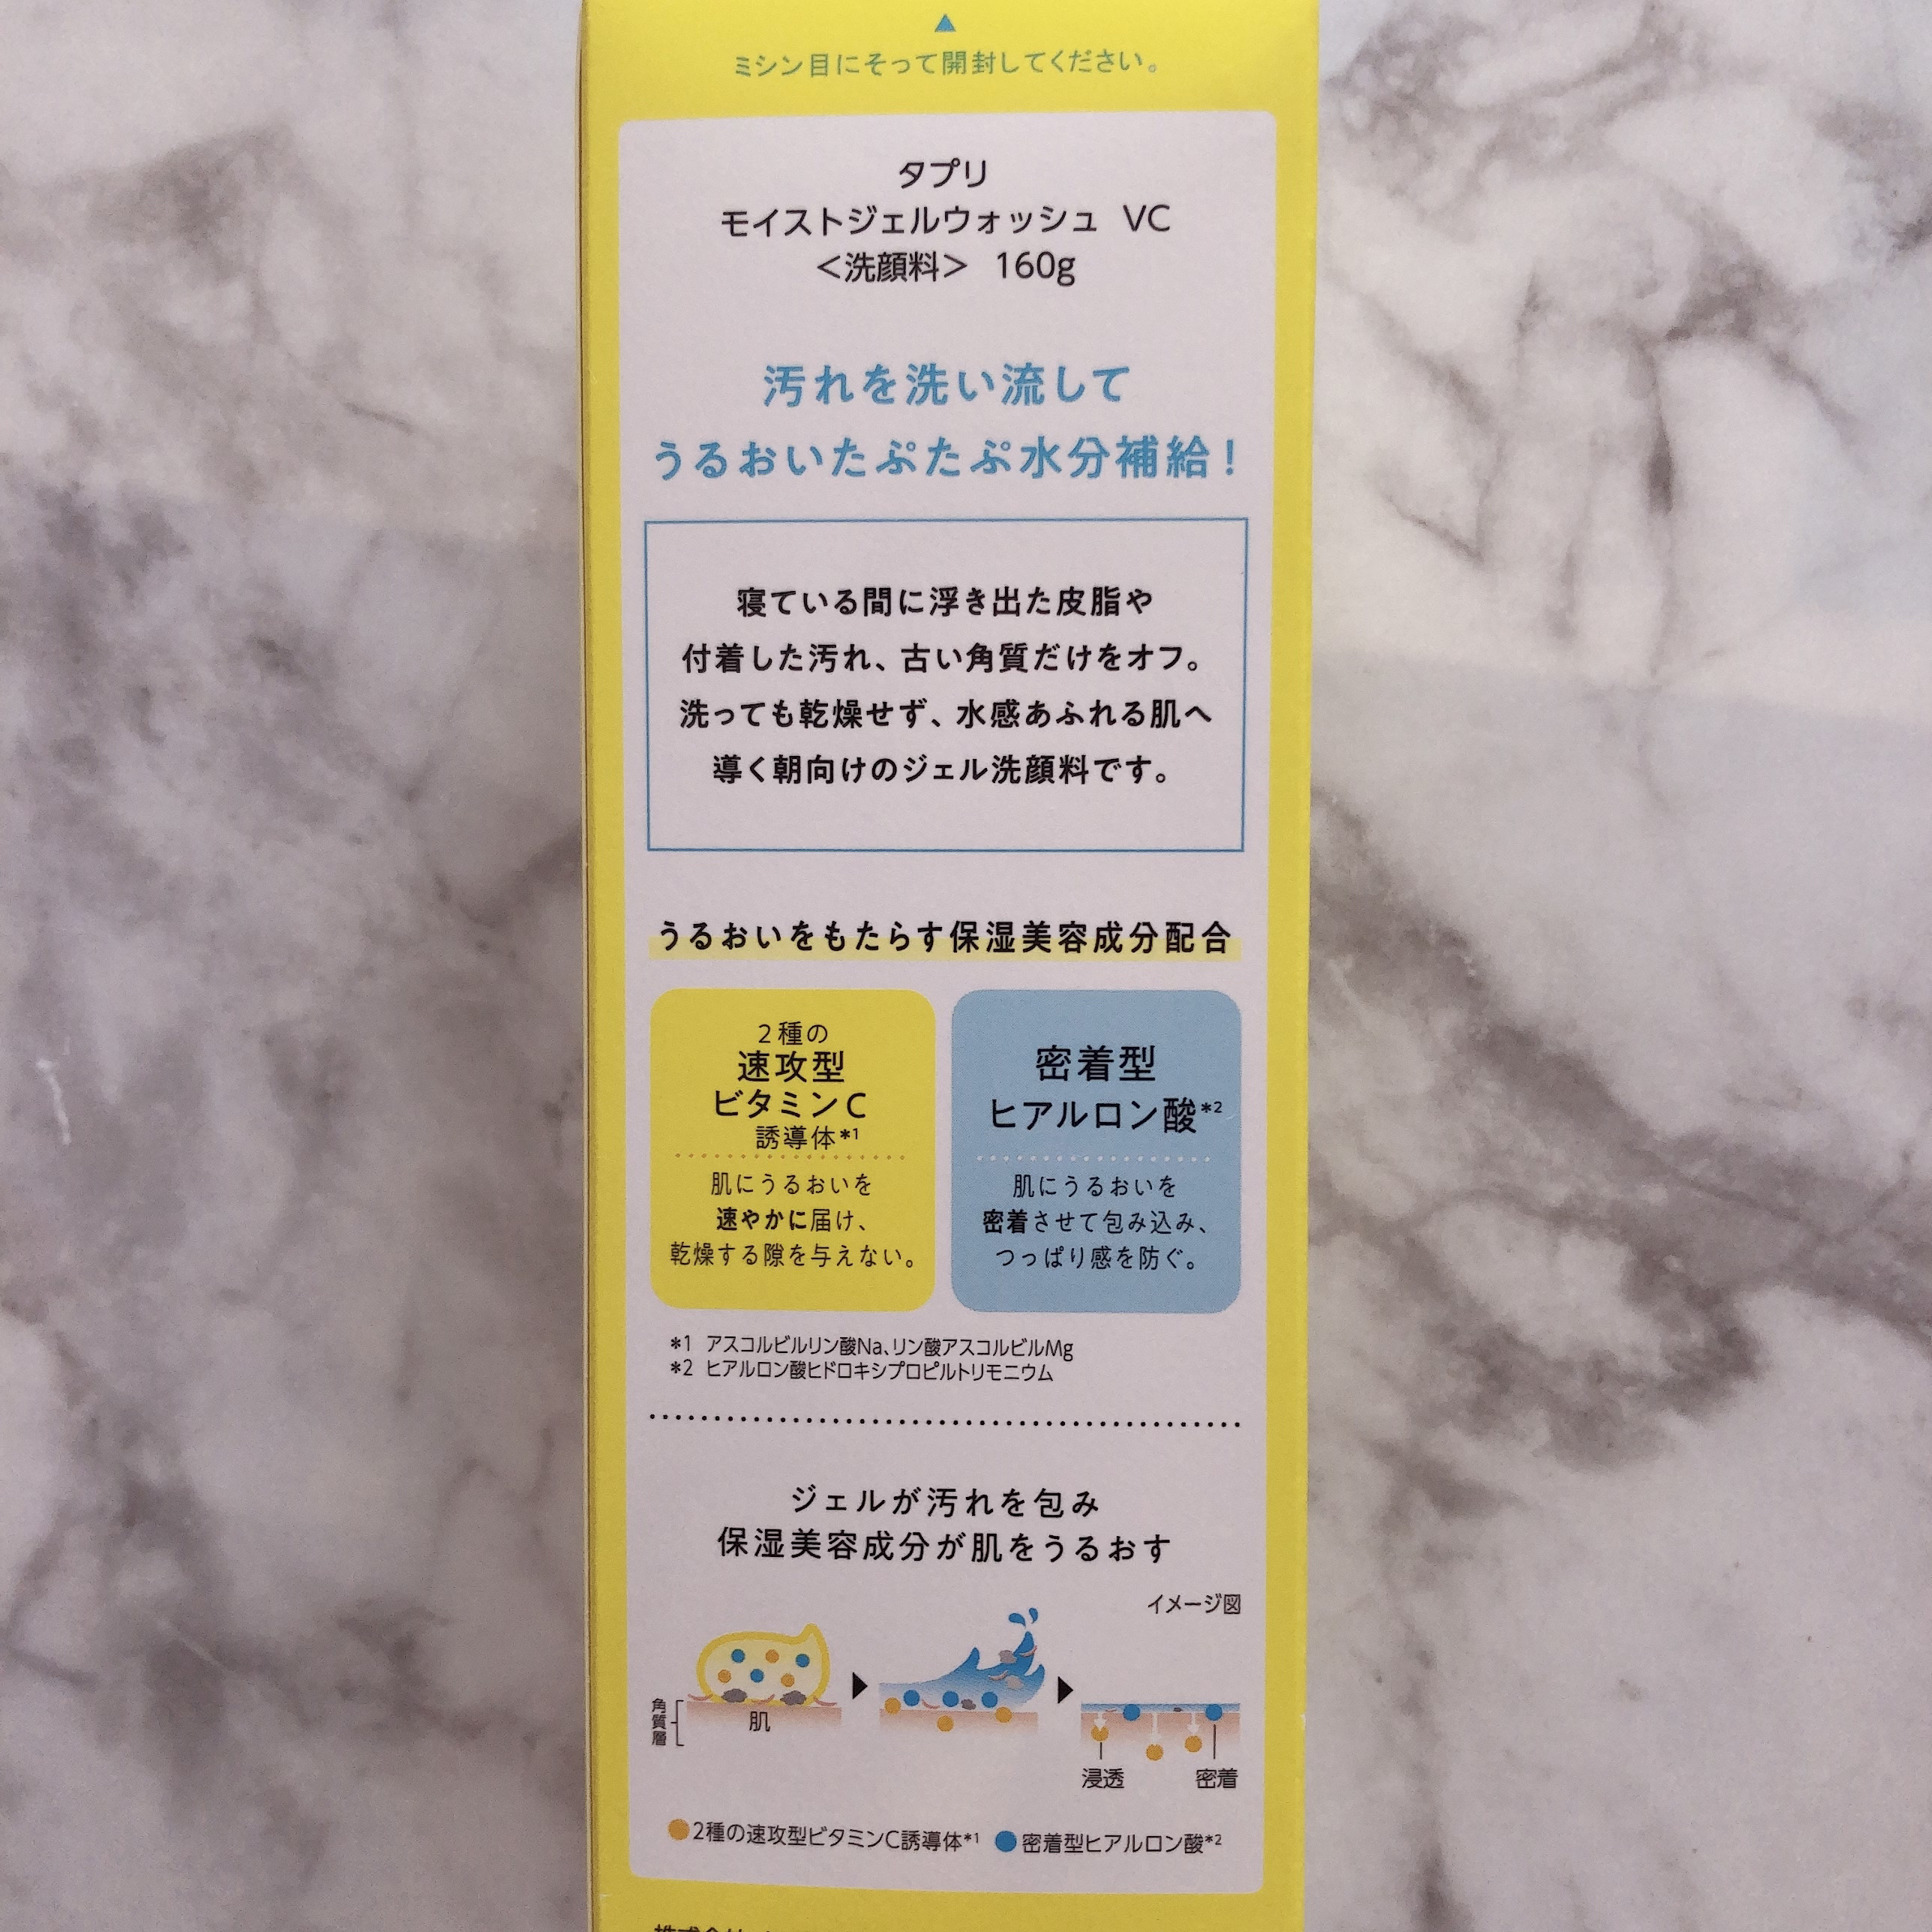 ミシン目にそって開封してください。
タプリ
モイストジェルウォッシュ VC
＜洗顔料＞ 160g
汚れを洗い流して
うるおいたぷたぷ水分補給！
寝ている間に浮き出た皮脂や
付着した汚れ、古い角質だけをオフ。
洗っても乾燥せず、水感あふれる肌へ
導く朝向けのジェル洗顔料です。
うるおいをもたらす保湿美容成分配合
2種の
速攻型
ビタミンC
誘導体*1
肌にうるおいを
速やかに届け、
乾燥する隙を与えない。
密着型
ヒアルロン酸*2
肌にうるおいを
密着させて包み込み、
つっぱり感を防ぐ。
*1 アスコルビルリン酸Na、リン酸アスコルビルMg
*2 ヒアルロン酸ヒドロキシプロピルトリモニウム
ジェルが汚れを包み
保湿美容成分が肌をうるおす
イメージ図
角質層
肌
浸透
密着
2種の速攻型ビタミンC誘導体*1
密着型ヒアルロン酸*2